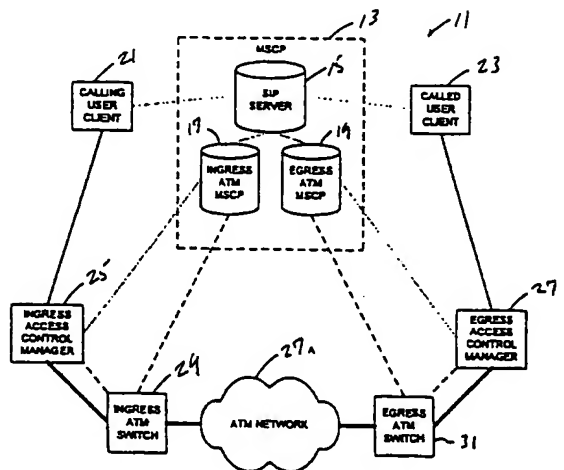 13
11
MSCP
21
15
23
SIP
SERVER
CALLING
USER
CLIENT
CALLED
USER
CLIENT
17
19
INGRESS
ATM
MSCP
EGRESS
ATM
MSCP
25
27
INGRESS
ACCESS
CONTROL
MANAGER
EGRESS
ACCESS
CONTROL
MANAGER
29
27A
INGRESS
ATM
SWITCH
ATM NETWORK
EGRESS
ATM
SWITCH
31